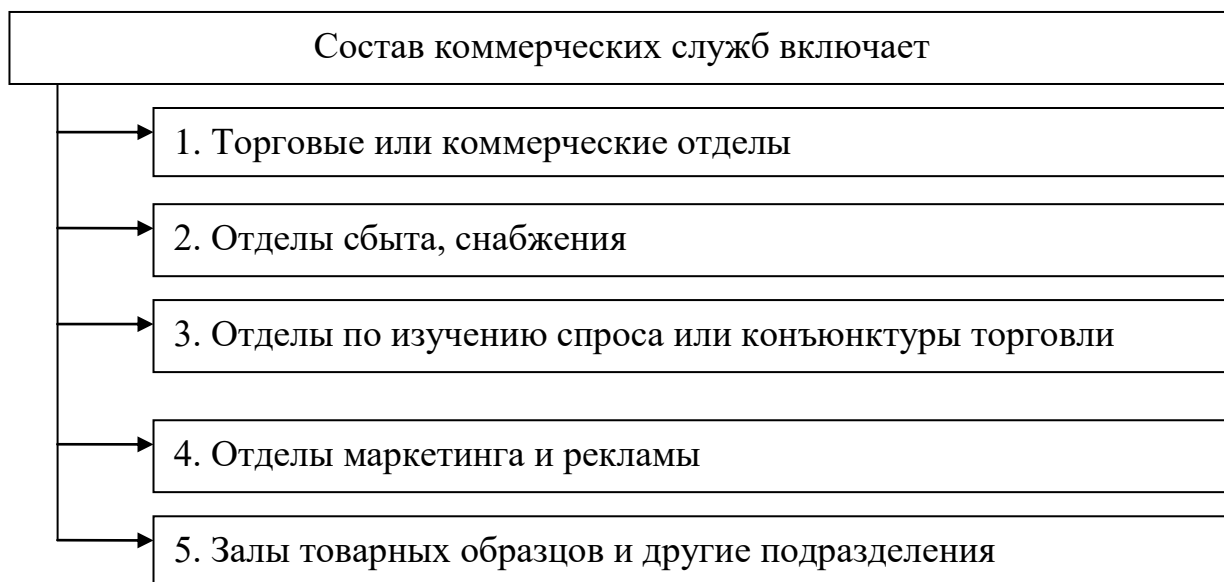 Состав коммерческих служб включает
1. Торговые или коммерческие отделы
2. Отделы сбыта, снабжения
3. Отделы по изучению спроса или конъюнктуры торговли
4. Отделы маркетинга и рекламы
5. Залы товарных образцов и другие подразделения